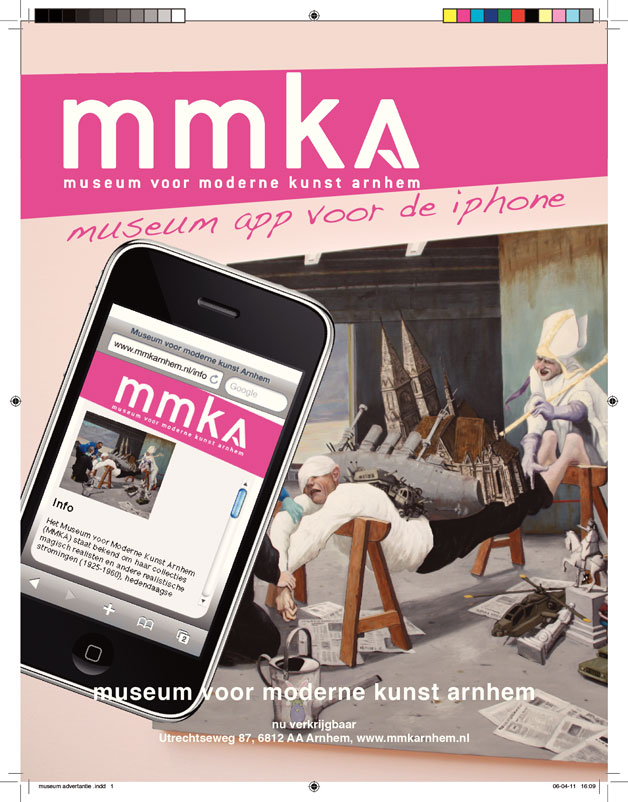 mmkA
museum voor moderne kunst arnhem
museum app voor de iphone
Museum voor moderne kunst Arnhem
www.mmkarnhem.nl/info
Google
mmkA
museum voor moderne kunst arnhem
Info
Het Museum voor Moderne Kunst Arnhem
(MMKA) staat bekend om haar collecties
magisch realisten en andere realistische
stromingen (1925-1960), hedendaagse
2
museum voor moderne kunst arnhem
nu verkrijgbaar
Utrechtseweg 87, 6812 AA Arnhem, www.mmkarnhem.nl
museum advertantie .indd 1
06-04-11 16:09